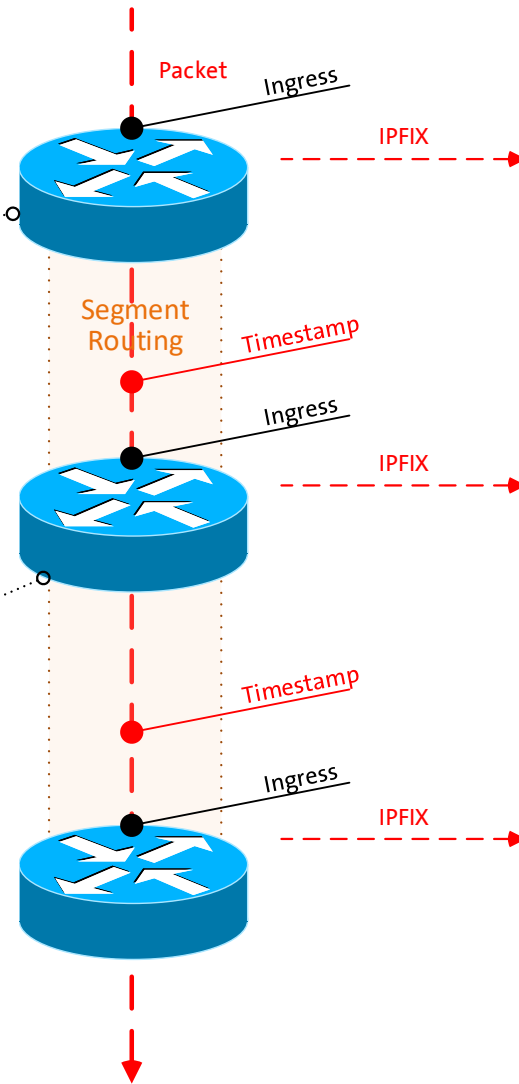 Packet
Ingress
IPFIX
Segment
Routing
Timestamp
Ingress
IPFIX
Timestamp
Ingress
IPFIX